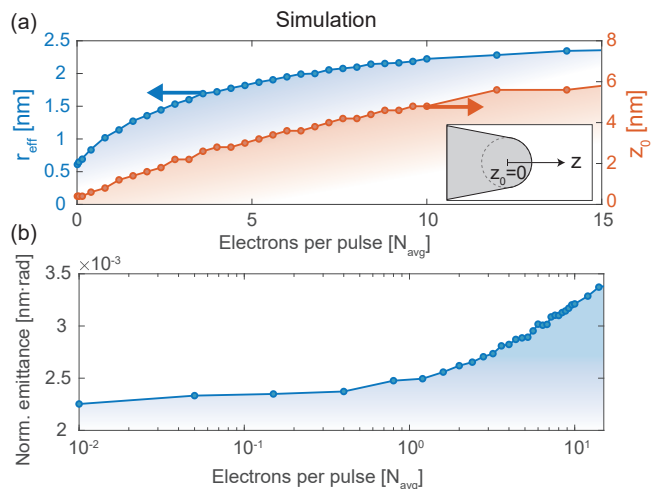 Simulation
(a)
2.5
2
1.5
1
0.5
0
r_eff [nm]
8
6
4
2
0
z_0 [nm]
z_0=0
z
0
5
10
15
Electrons per pulse [N_avg]
(b)
×10^-3
3.5
3
2.5
2
Norm. emittance [nm·rad]
10^-2
10^-1
10^0
10^1
Electrons per pulse [N_avg]